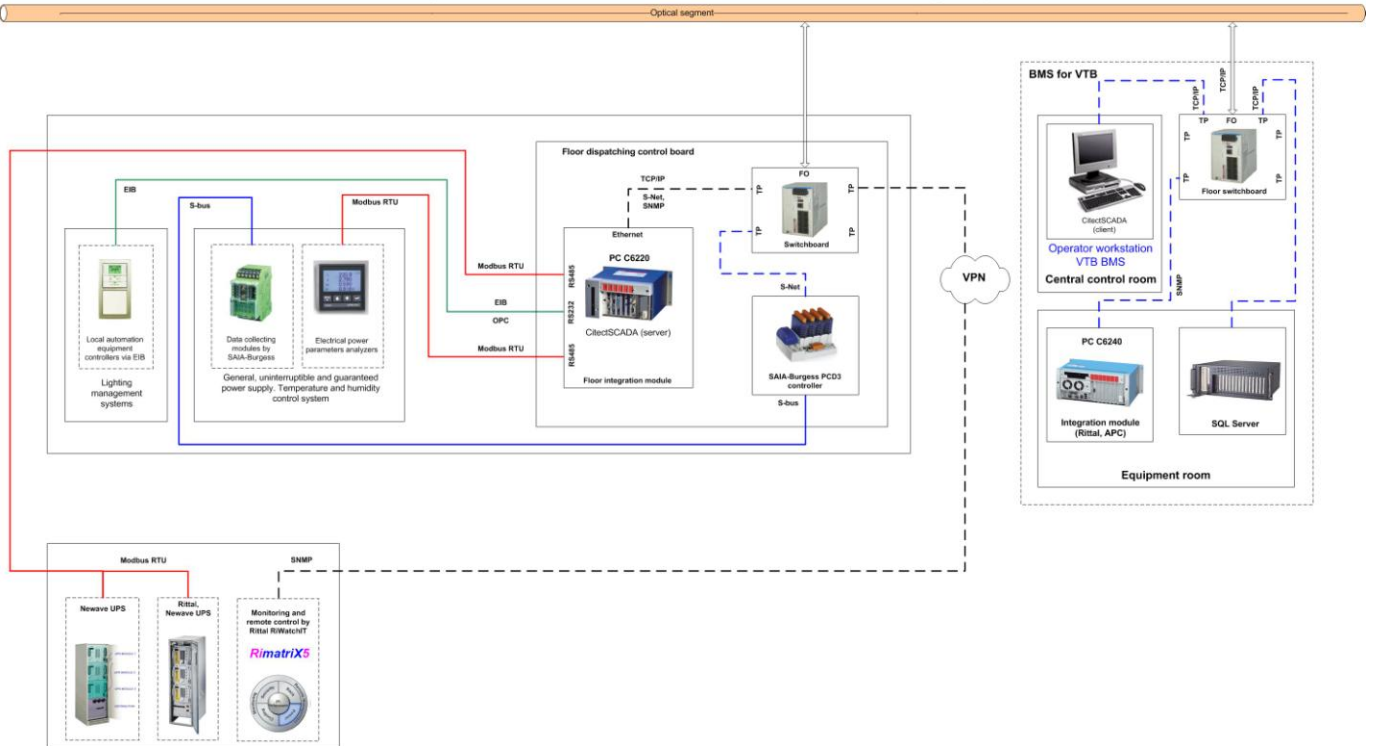 Optical segment
BMS for VTB
TCP/IP
TCP/IP
TCP/IP
TP
FO
TP
TP
TP
TP
TP
Floor switchboard
CitectSCADA
(client)
Operator workstation
VTB BMS
Central control room
SNMP
PC C6240
Integration module
(Rittal, APC)
SQL Server
Equipment room
Floor dispatching control board
TCP/IP
S-Net,
SNMP
FO
TP
TP
TP
TP
Switchboard
Ethernet
PC C6220
RS485
RS232
RS485
CitectSCADA (server)
Floor integration module
Modbus RTU
EIB
OPC
Modbus RTU
S-Net
SAIA-Burgess PCD3
controller
S-bus
VPN
EIB
S-bus
Modbus RTU
Local automation
equipment
controllers via EIB
Lighting
management
systems
Data collecting
modules by
SAIA-Burgess
Electrical power
parameters analyzers
General, uninterruptible and guaranteed
power supply. Temperature and humidity
control system
Modbus RTU
SNMP
Newave UPS
Rittal,
Newave UPS
Monitoring and
remote control by
Rittal RiWatchIT
RimatriX5